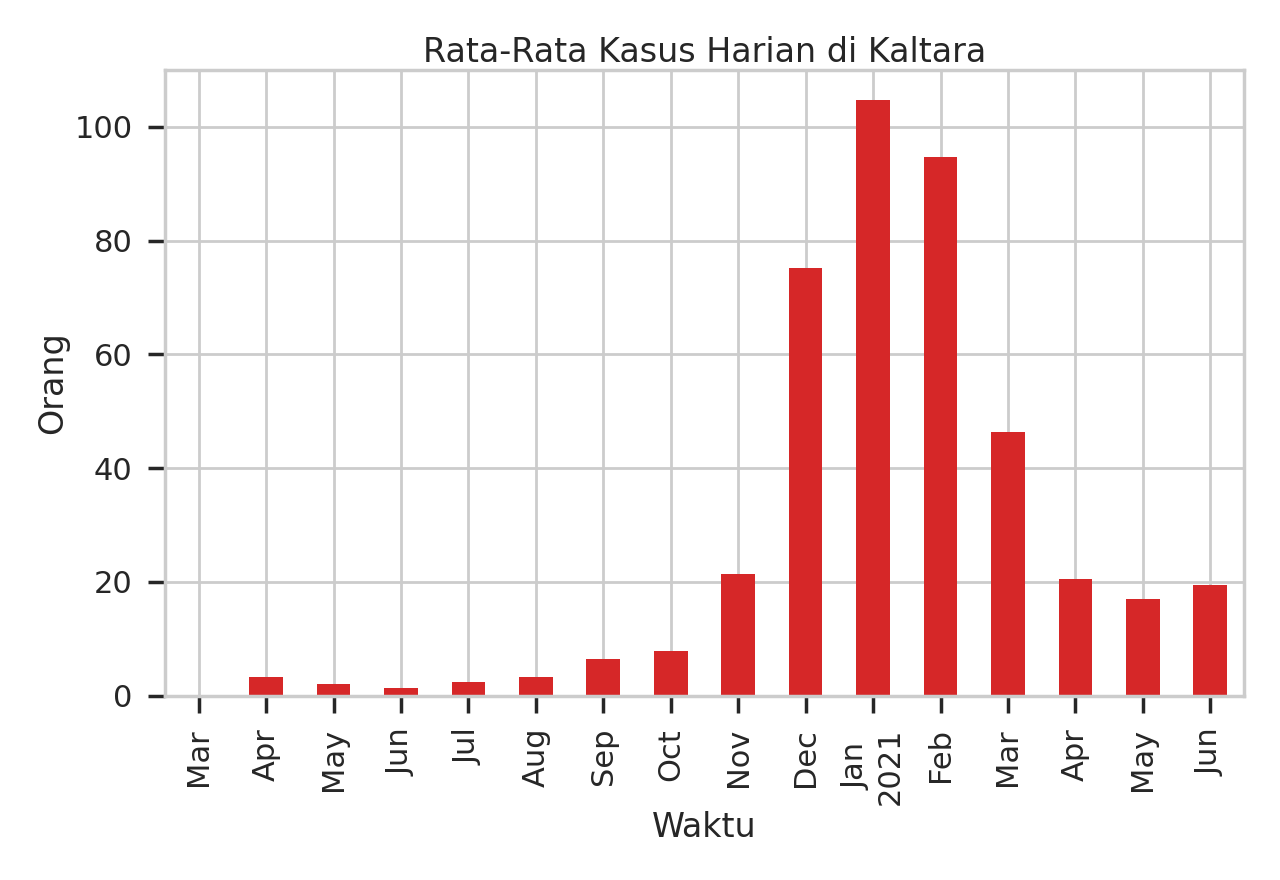 Rata-Rata Kasus Harian di Kaltara
Orang
100
80
60
40
20
0
Mar
Apr
May
Jun
Jul
Aug
Sep
Oct
Nov
Dec
Jan
2021
Feb
Mar
Apr
May
Jun
Waktu